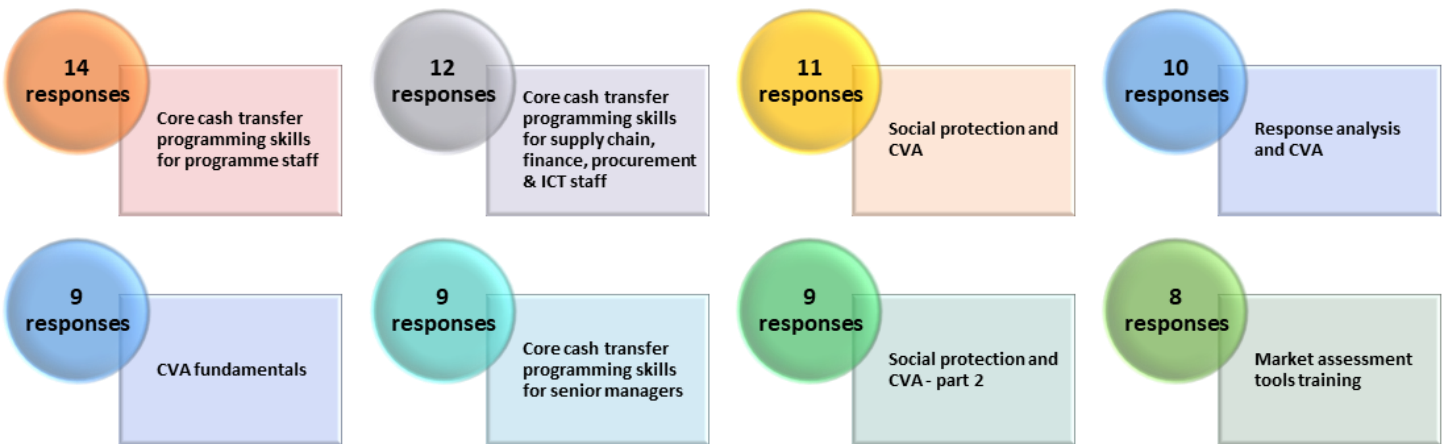 14
responses
Core cash transfer
programming skills
for programme staff
12
responses
Core cash transfer
programming skills
for supply chain,
finance, procurement
& ICT staff
11
responses
Social protection and
CVA
10
responses
Response analysis
and CVA
9
responses
CVA fundamentals
9
responses
Core cash transfer
programming skills
for senior managers
9
responses
Social protection and
CVA - part 2
8
responses
Market assessment
tools training